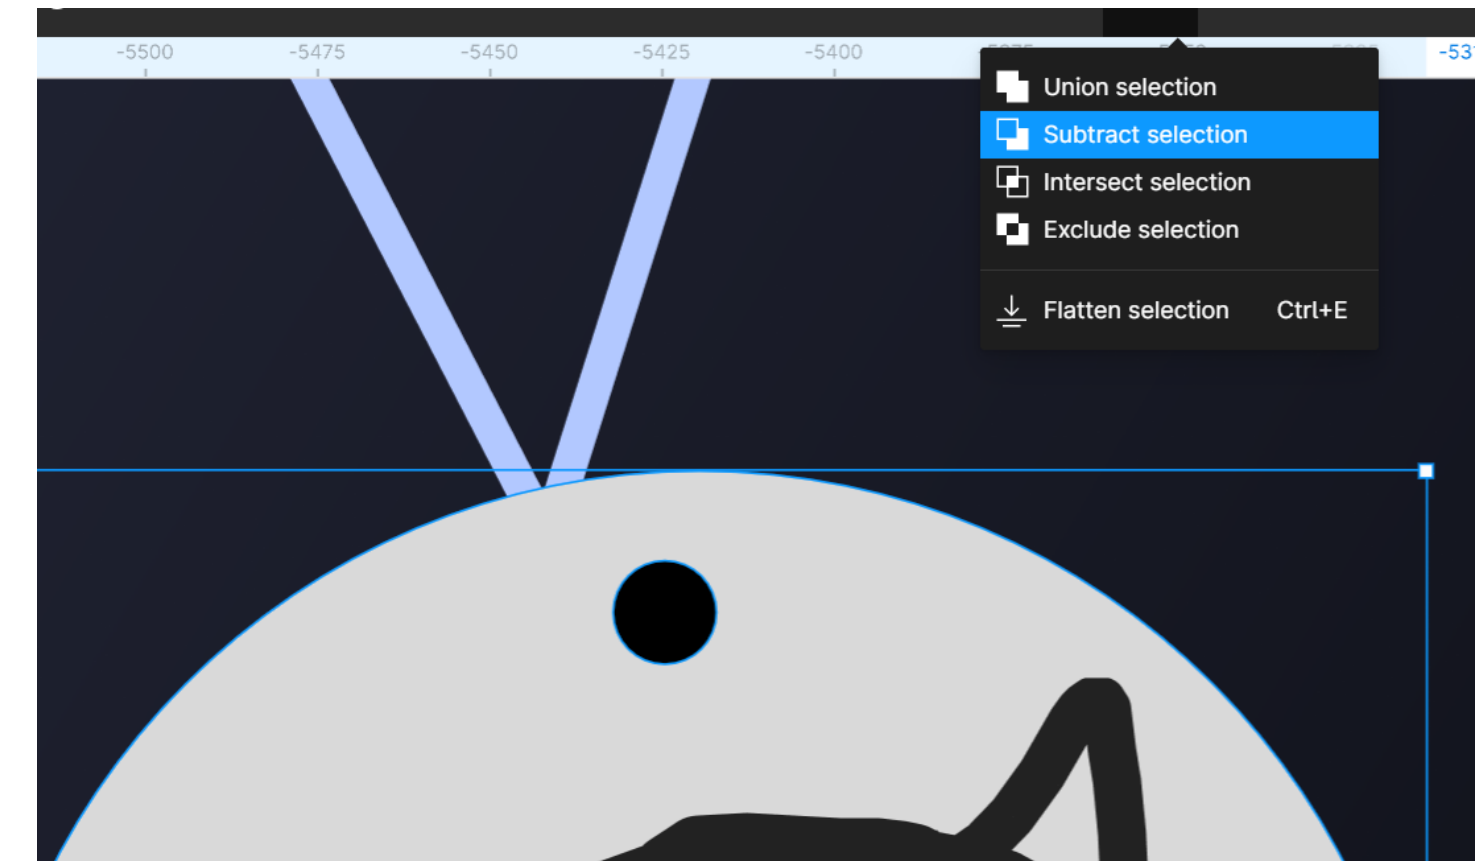 -5500 -5475 -5450 -5425 -5400
Union selection
Subtract selection
Intersect selection
Exclude selection
Flatten selection Ctrl+E